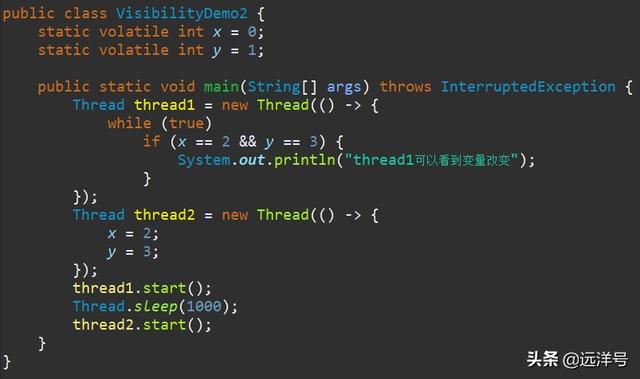 public class VisibilityDemo2 {
    static volatile int x = 0;
    static volatile int y = 1;

    public static void main(String[] args) throws InterruptedException {
        Thread thread1 = new Thread(() -> {
            while (true)
                if (x == 2 && y == 3) {
                    System.out.println("thread1可以看到变量改变");
                }
        });
        Thread thread2 = new Thread(() -> {
            x = 2;
            y = 3;
        });
        thread1.start();
        Thread.sleep(1000);
        thread2.start();
    }
}
头条 @远洋号